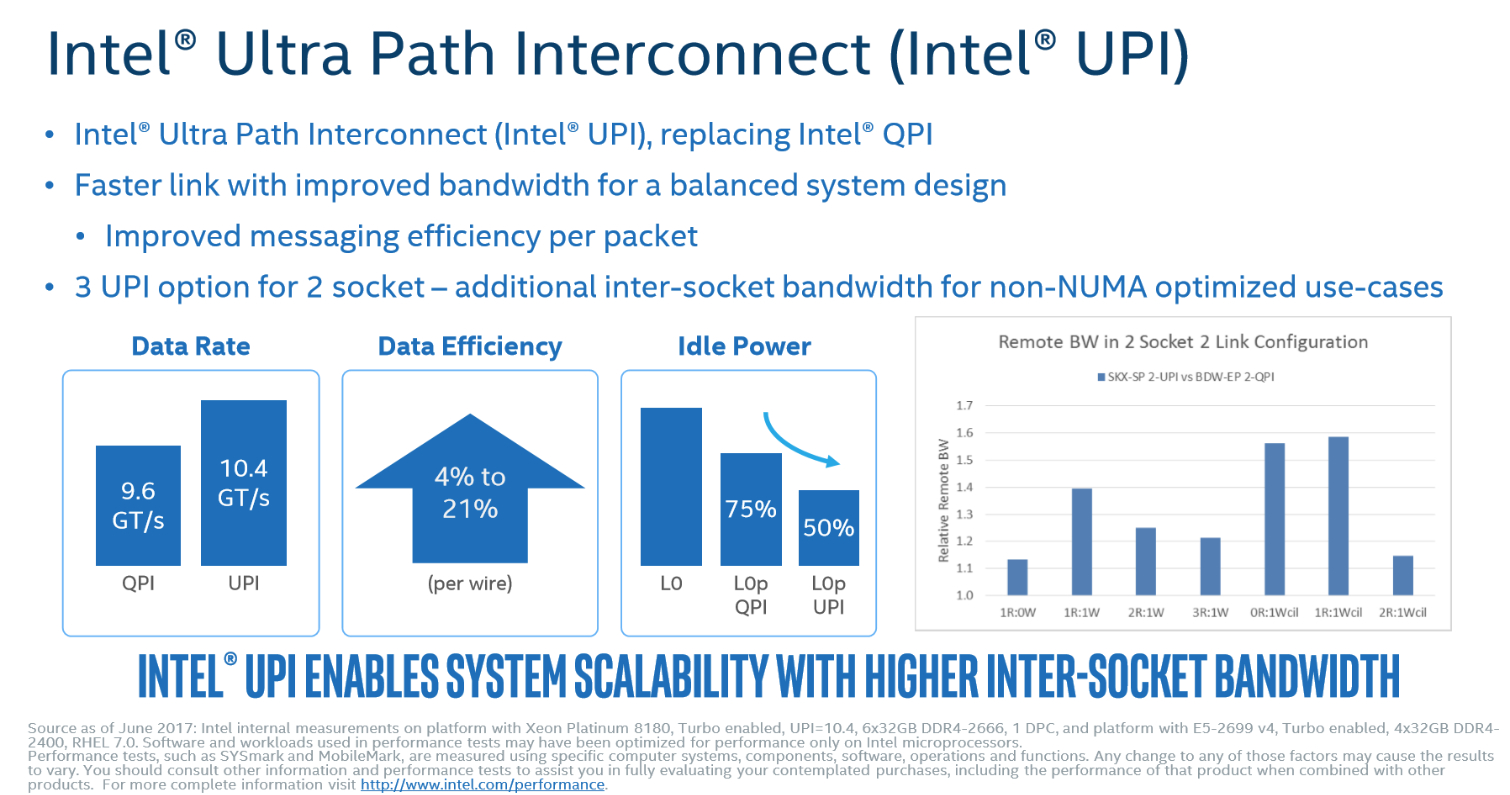 Intel® Ultra Path Interconnect (Intel® UPI)
• Intel® Ultra Path Interconnect (Intel® UPI), replacing Intel® QPI
• Faster link with improved bandwidth for a balanced system design
• Improved messaging efficiency per packet
• 3 UPI option for 2 socket – additional inter-socket bandwidth for non-NUMA optimized use-cases
Data Rate
9.6
GT/s
10.4
GT/s
QPI
UPI
Data Efficiency
4% to
21%
(per wire)
Idle Power
75%
50%
L0
L0p
QPI
L0p
UPI
Remote BW in 2 Socket 2 Link Configuration
SKX-SP 2-UPI vs BDW-EP 2-QPI
Relative Remote BW
1.7
1.6
1.5
1.4
1.3
1.2
1.1
1.0
1R:0W 1R:1W 2R:1W 3R:1W 0R:1Wcil 1R:1Wcil 2R:1Wcil
INTEL® UPI ENABLES SYSTEM SCALABILITY WITH HIGHER INTER-SOCKET BANDWIDTH
Source as of June 2017: Intel internal measurements on platform with Xeon Platinum 8180, Turbo enabled, UPI=10.4, 6x32GB DDR4-2666, 1 DPC, and platform with E5-2699 v4, Turbo enabled, 4x32GB DDR4-
2400, RHEL 7.0. Software and workloads used in performance tests may have been optimized for performance only on Intel microprocessors.
Performance tests, such as SYSmark and MobileMark, are measured using specific computer systems, components, software, operations and functions. Any change to any of those factors may cause the results
to vary. You should consult other information and performance tests to assist you in fully evaluating your contemplated purchases, including the performance of that product when combined with other
products. For more complete information visit http://www.intel.com/performance.